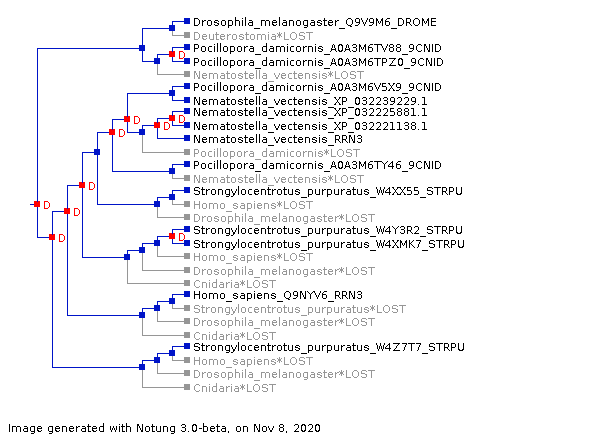 Drosophila_melanogaster_Q9V9M6_DROME
Deuterostomia*LOST
Pocillopora_damicornis_A0A3M6TV88_9CNID
D
Pocillopora_damicornis_A0A3M6TPZ0_9CNID
Nematostella_vectensis*LOST
Pocillopora_damicornis_A0A3M6V5X9_9CNID
Nematostella_vectensis_XP_032239229.1
Nematostella_vectensis_XP_032225881.1
D
D
D
Nematostella_vectensis_XP_032221138.1
D
Nematostella_vectensis_RRN3
Pocillopora_damicornis*LOST
Pocillopora_damicornis_A0A3M6TY46_9CNID
Nematostella_vectensis*LOST
D
Strongylocentrotus_purpuratus_W4XX55_STRPU
Homo_sapiens*LOST
D
D
Drosophila_melanogaster*LOST
Strongylocentrotus_purpuratus_W4Y3R2_STRPU
D
D
Strongylocentrotus_purpuratus_W4XMK7_STRPU
Homo_sapiens*LOST
Drosophila_melanogaster*LOST
Cnidaria*LOST
Homo_sapiens_Q9NYV6_RRN3
Strongylocentrotus_purpuratus*LOST
Drosophila_melanogaster*LOST
Cnidaria*LOST
Strongylocentrotus_purpuratus_W4Z7T7_STRPU
Homo_sapiens*LOST
Drosophila_melanogaster*LOST
Cnidaria*LOST
Image generated with Notung 3.0-beta, on Nov 8, 2020